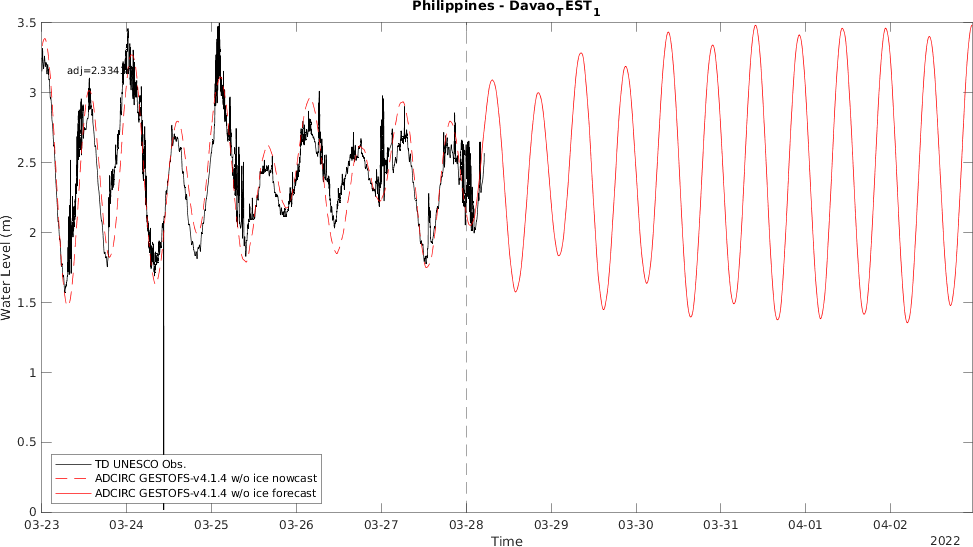 Philippines - Davao_TEST_1
3.5
adj=2.334
3
2.5
2
1.5
1
0.5
0
Water Level (m)
TD UNESCO Obs.
ADCIRC GESTOFS-v4.1.4 w/o ice nowcast
ADCIRC GESTOFS-v4.1.4 w/o ice forecast
03-23 03-24 03-25 03-26 03-27 03-28 03-29 03-30 03-31 04-01 04-02
Time
2022